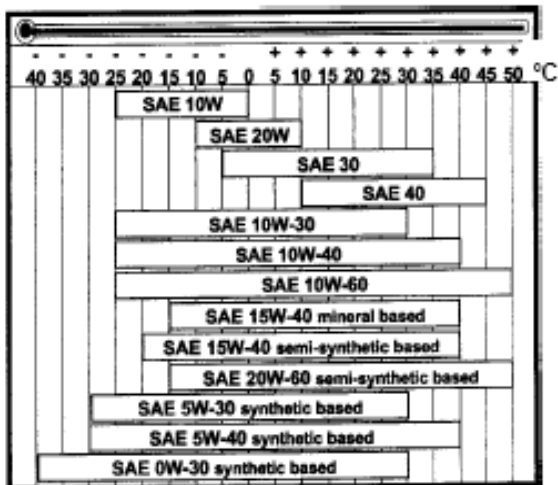 - - - - - - - - + + + + + + + + + +
40 35 30 25 20 15 10 5 0 5 10 15 20 25 30 35 40 45 50 °C
SAE 10W
SAE 20W
SAE 30
SAE 40
SAE 10W-30
SAE 10W-40
SAE 10W-60
SAE 15W-40 mineral based
SAE 15W-40 semi-synthetic based
SAE 20W-60 semi-synthetic based
SAE 5W-30 synthetic based
SAE 5W-40 synthetic based
SAE 0W-30 synthetic based